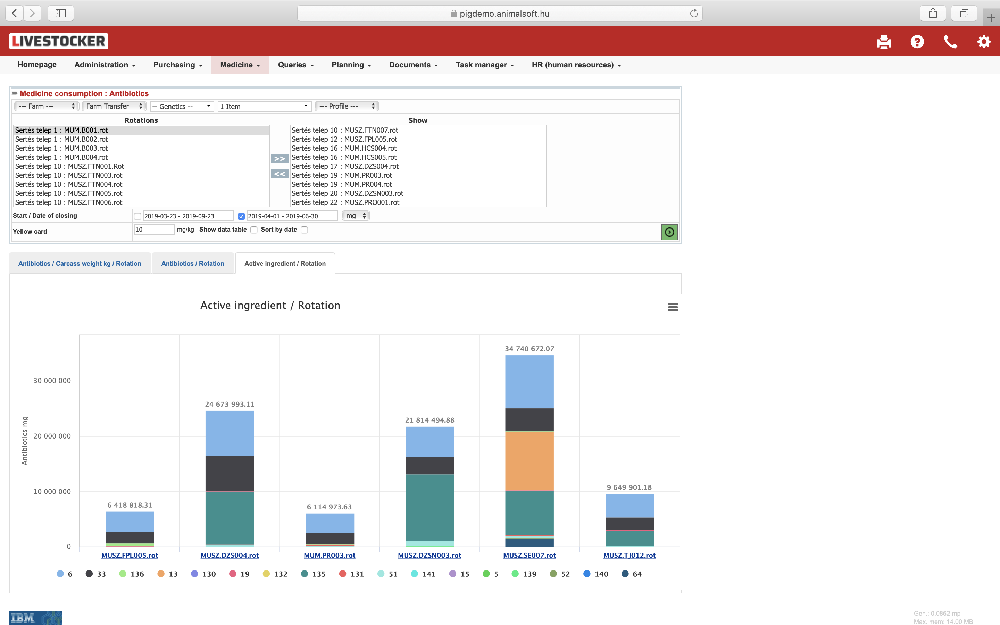 pigdemo.animalsoft.hu
LIVESTOCKER
Homepage Administration Purchasing Medicine Queries Planning Documents Task manager HR (human resources)
Medicine consumption : Antibiotics
--- Farm --- Farm Transfer -- Genetics -- 1 Item --- Profile ---
Rotations Show
Sertés telep 1 : MUM.B001.rot
Sertés telep 1 : MUM.B002.rot
Sertés telep 1 : MUM.B003.rot
Sertés telep 1 : MUM.B004.rot
Sertés telep 10 : MUSZ.FTN001.Rot
Sertés telep 10 : MUSZ.FTN003.rot
Sertés telep 10 : MUSZ.FTN004.rot
Sertés telep 10 : MUSZ.FTN005.rot
Sertés telep 10 : MUSZ.FTN006.rot
>>
<<
Sertés telep 10 : MUSZ.FTN007.rot
Sertés telep 12 : MUSZ.FPL005.rot
Sertés telep 16 : MUM.HCS004.rot
Sertés telep 16 : MUM.HCS005.rot
Sertés telep 17 : MUSZ.DZS004.rot
Sertés telep 19 : MUM.PR003.rot
Sertés telep 19 : MUM.PR004.rot
Sertés telep 20 : MUSZ.DZSN003.rot
Sertés telep 22 : MUSZ.PRO001.rot
Start / Date of closing 2019-03-23 - 2019-09-23 2019-04-01 - 2019-06-30 mg
Yellow card 10 mg/kg Show data table Sort by date
Antibiotics / Carcass weight kg / Rotation Antibiotics / Rotation Active ingredient / Rotation
Active ingredient / Rotation
34 740 672.07
30 000 000
24 673 993.11
21 814 494.88
20 000 000
Antibiotics mg
9 649 901.18
10 000 000
6 418 818.31
6 114 973.63
0
MUSZ.FPL005.rot MUSZ.DZS004.rot MUM.PR003.rot MUSZ.DZSN003.rot MUSZ.SE007.rot MUSZ.TJ012.rot
6 33 136 13 130 19 132 135 131 51 141 15 5 139 52 140 64
IBM
Gen.: 0.0862 mp
Max. mem: 14.00 MB